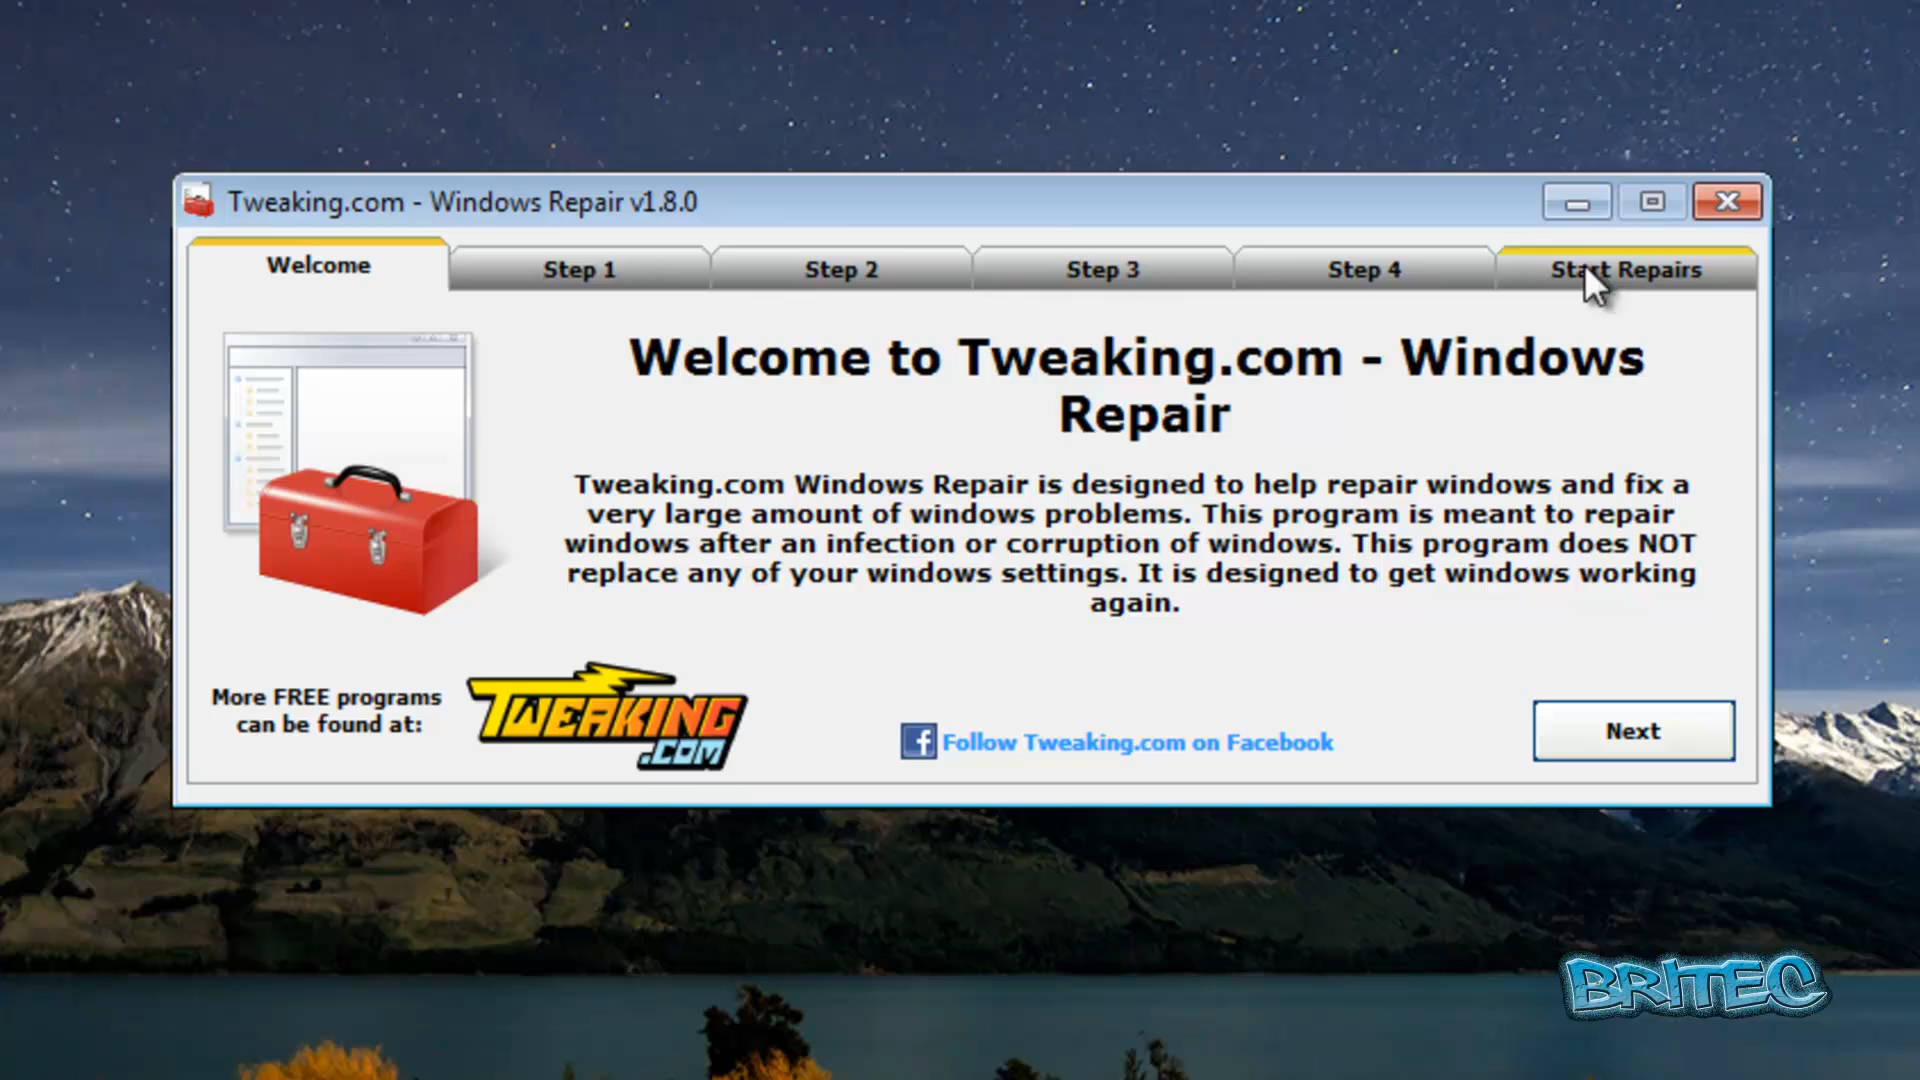 Tweaking.com - Windows Repair v1.8.0
Welcome
Step 1
Step 2
Step 3
Step 4
Start Repairs
Welcome to Tweaking.com - Windows
Repair
Tweaking.com Windows Repair is designed to help repair windows and fix a
very large amount of windows problems. This program is meant to repair
windows after an infection or corruption of windows. This program does NOT
replace any of your windows settings. It is designed to get windows working
again.
More FREE programs
can be found at:
TWEAKING
.COM
f Follow Tweaking.com on Facebook
Next
BRITEC